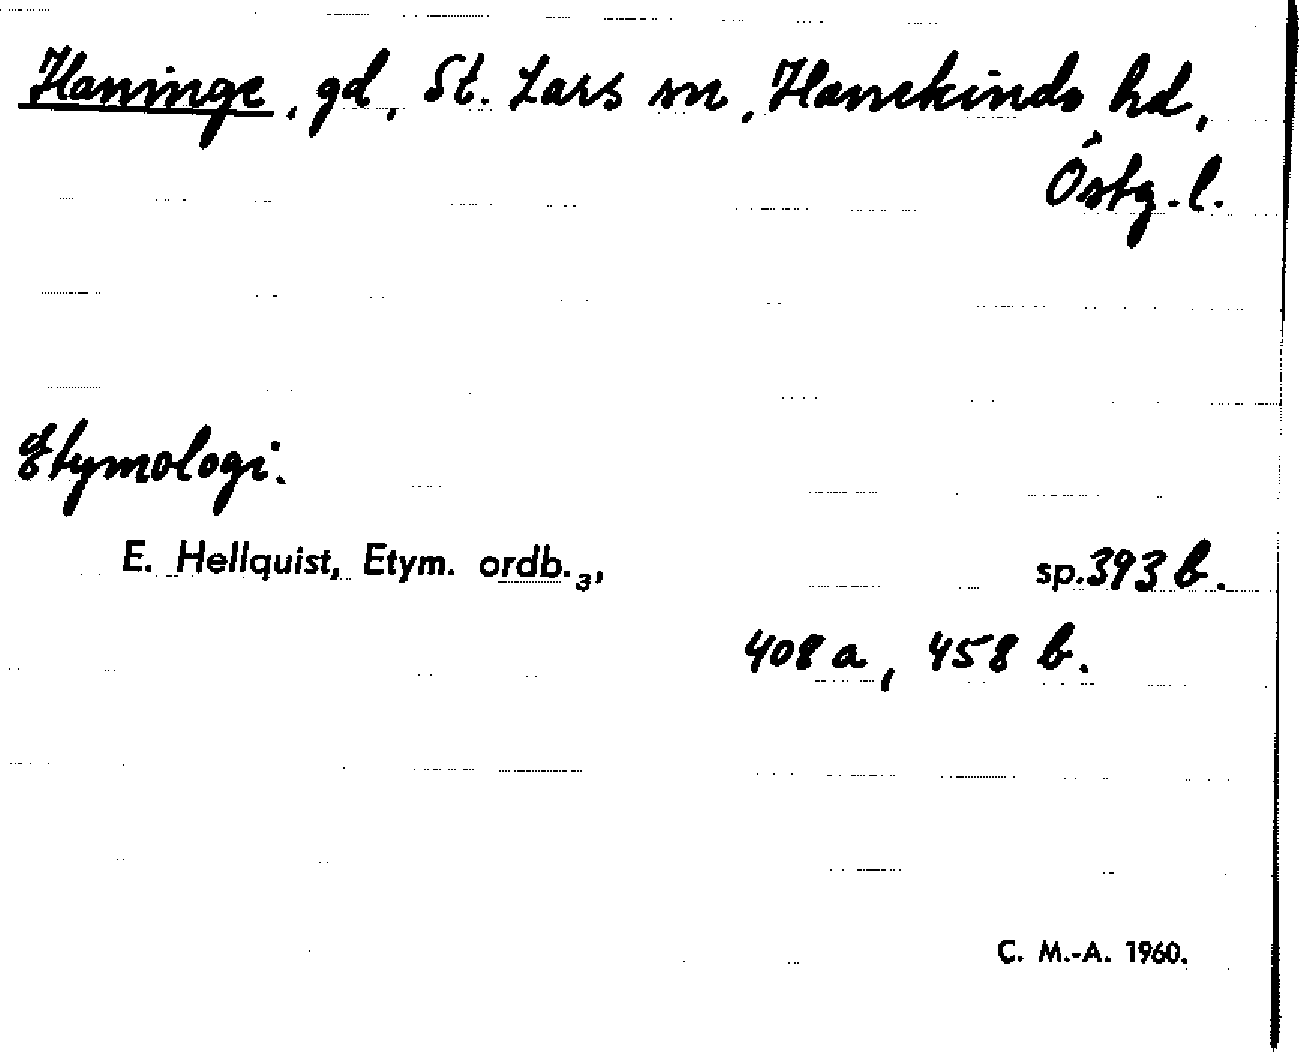 Haninge, gd, St. Lars sn, Hanekinds hd,
Östg. l.
Etymologi.
E. Hellquist, Etym. ordb.₃, sp. 393 b.
408 a, 458 b.
C. M.-A. 1960.